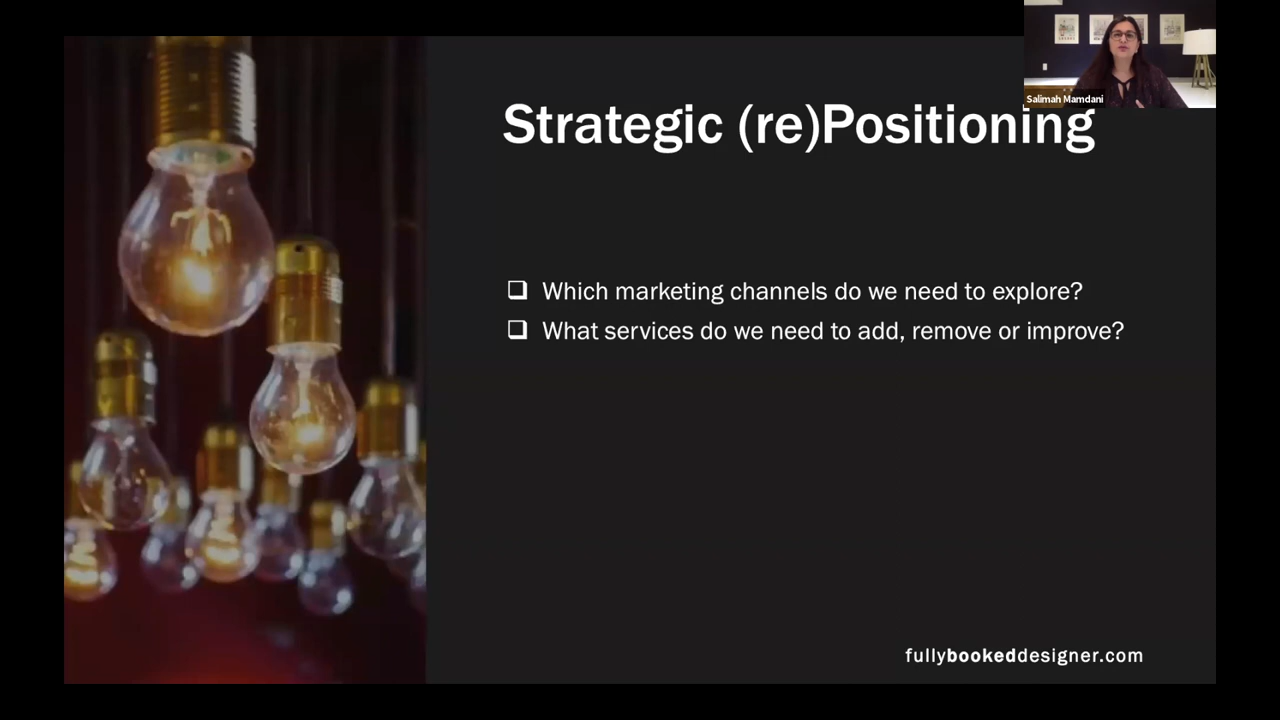 Salimah Mamdani
Strategic (re)Positioning
Which marketing channels do we need to explore?
What services do we need to add, remove or improve?
fullybookeddesigner.com